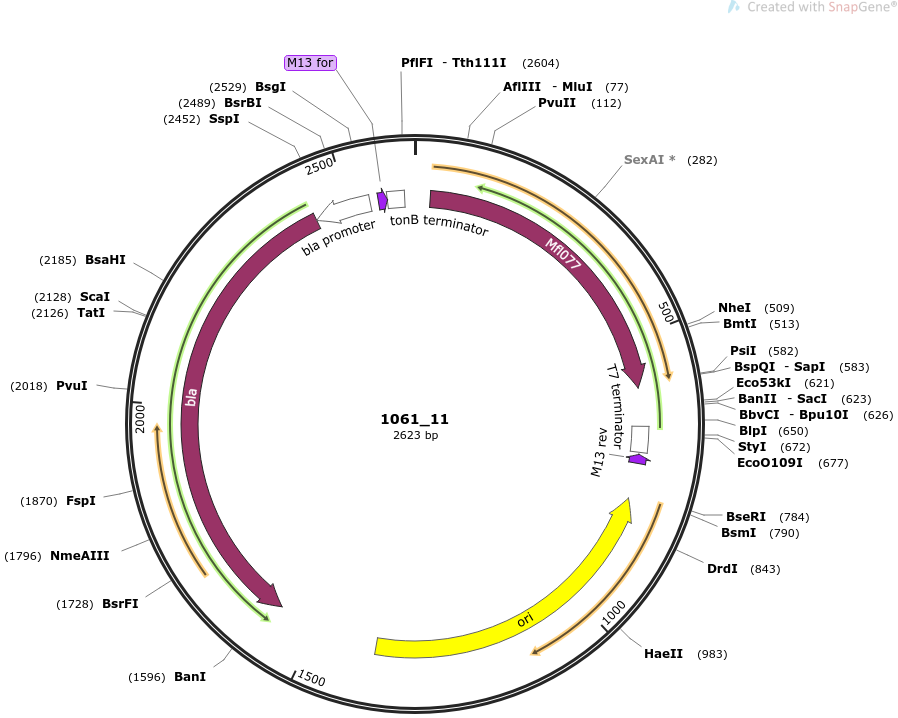 Created with SnapGene®
M13 for
PflFI - Tth111I (2604)
(2529) BsgI
AflIII - MluI (77)
(2489) BsrBI
PvuII (112)
(2452) SspI
SexAI * (282)
2500
bla promoter
tonB terminator
Mfl077
(2185) BsaHI
(2128) ScaI
(2126) TatI
500
NheI (509)
BmtI (513)
PsiI (582)
BspQI - SapI (583)
Eco53kI (621)
BanII - SacI (623)
BbvCI - Bpu10I (626)
BlpI (650)
StyI (672)
EcoO109I (677)
T7 terminator
M13 rev
(2018) PvuI
bla
2000
1061_11
2623 bp
(1870) FspI
BseRI (784)
BsmI (790)
(1796) NmeAIII
DrdI (843)
(1728) BsrFI
ori
1000
HaeII (983)
(1596) BanI
1500